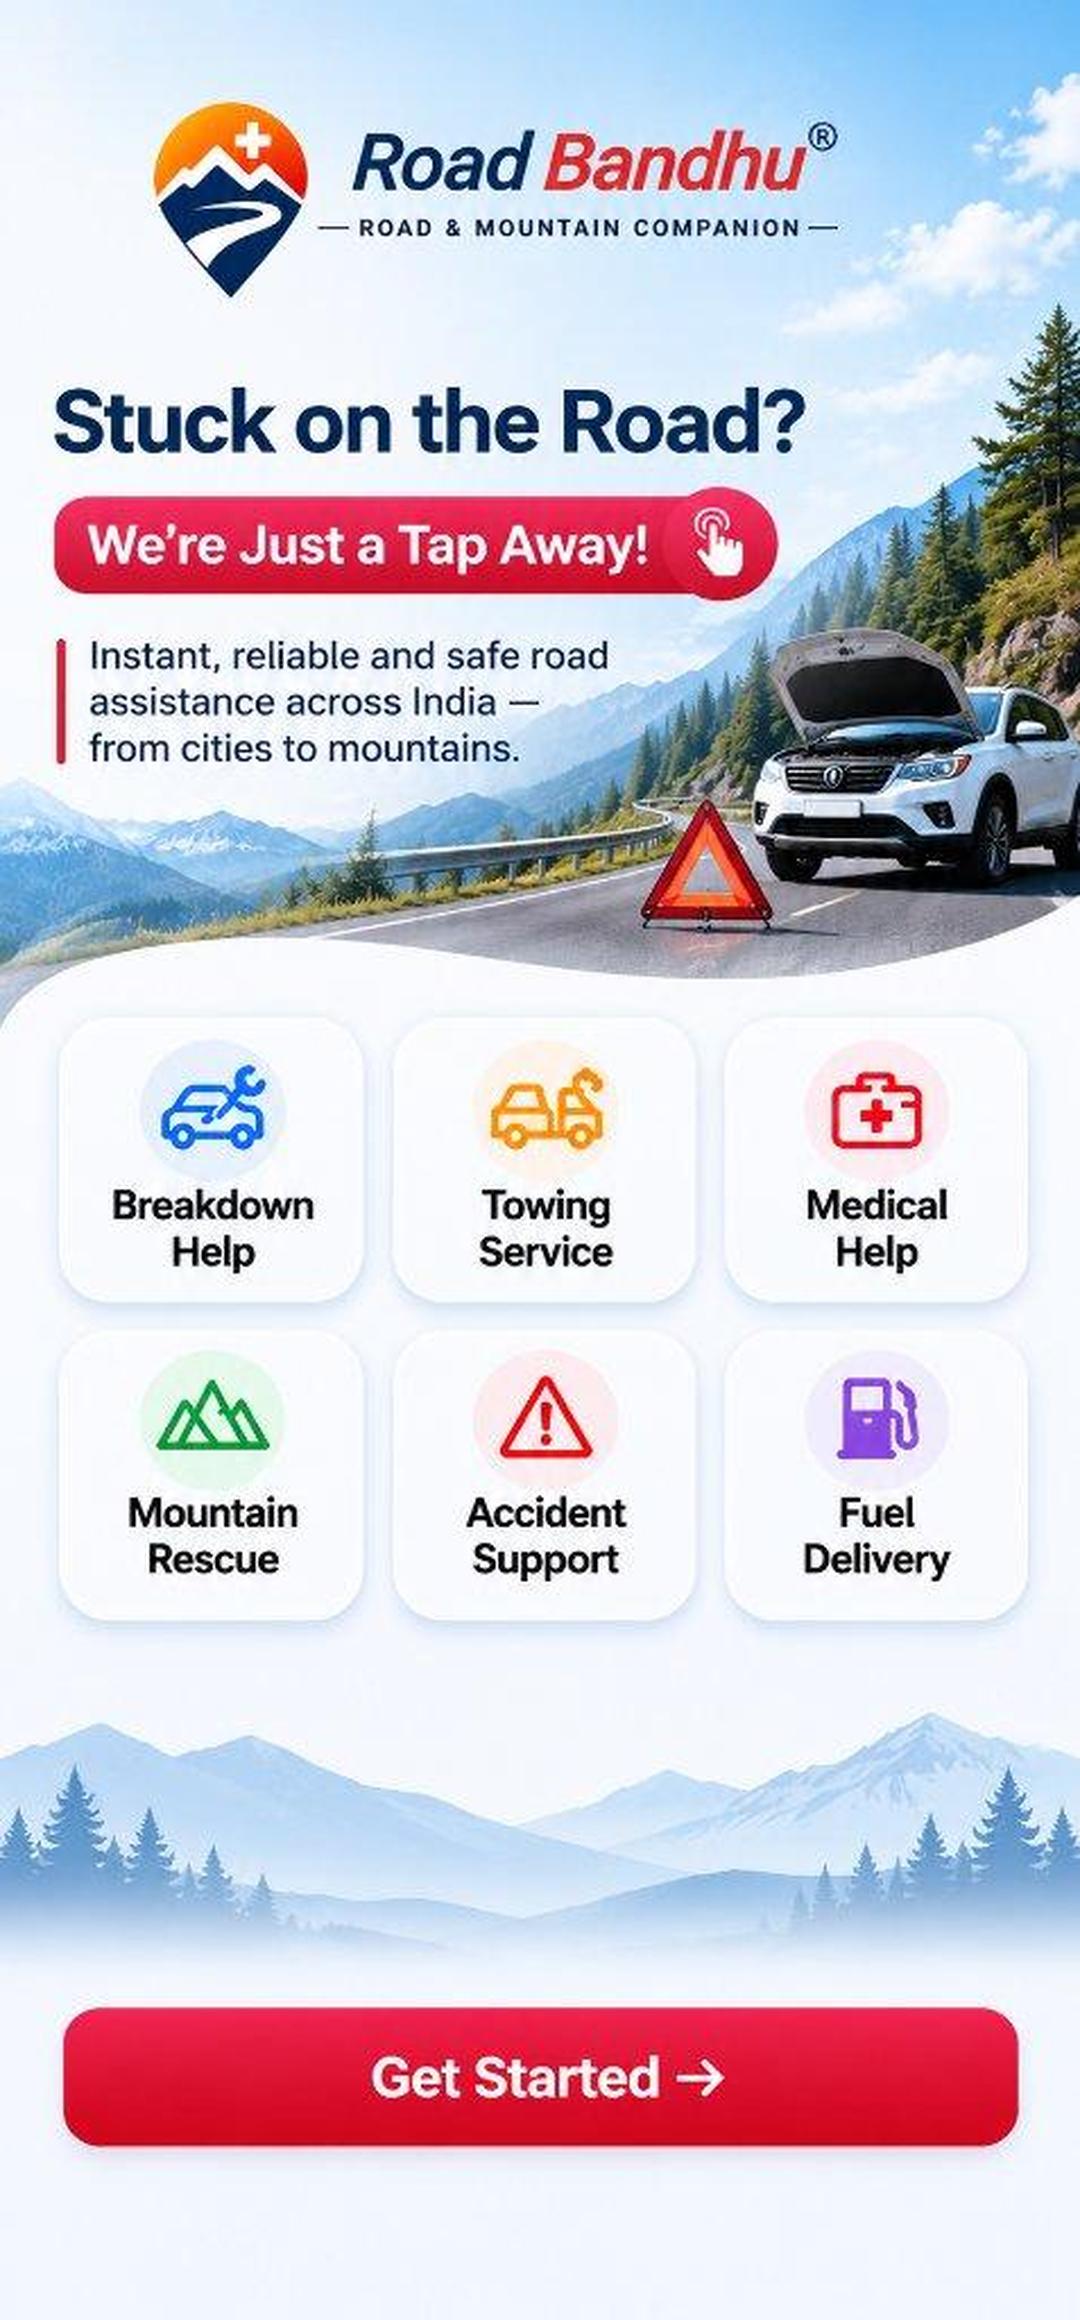 Road Bandhu®
ROAD & MOUNTAIN COMPANION
Stuck on the Road?
We're Just a Tap Away!
Instant, reliable and safe road
assistance across India —
from cities to mountains.
Breakdown
Help
Towing
Service
Medical
Help
Mountain
Rescue
Accident
Support
Fuel
Delivery
Get Started →